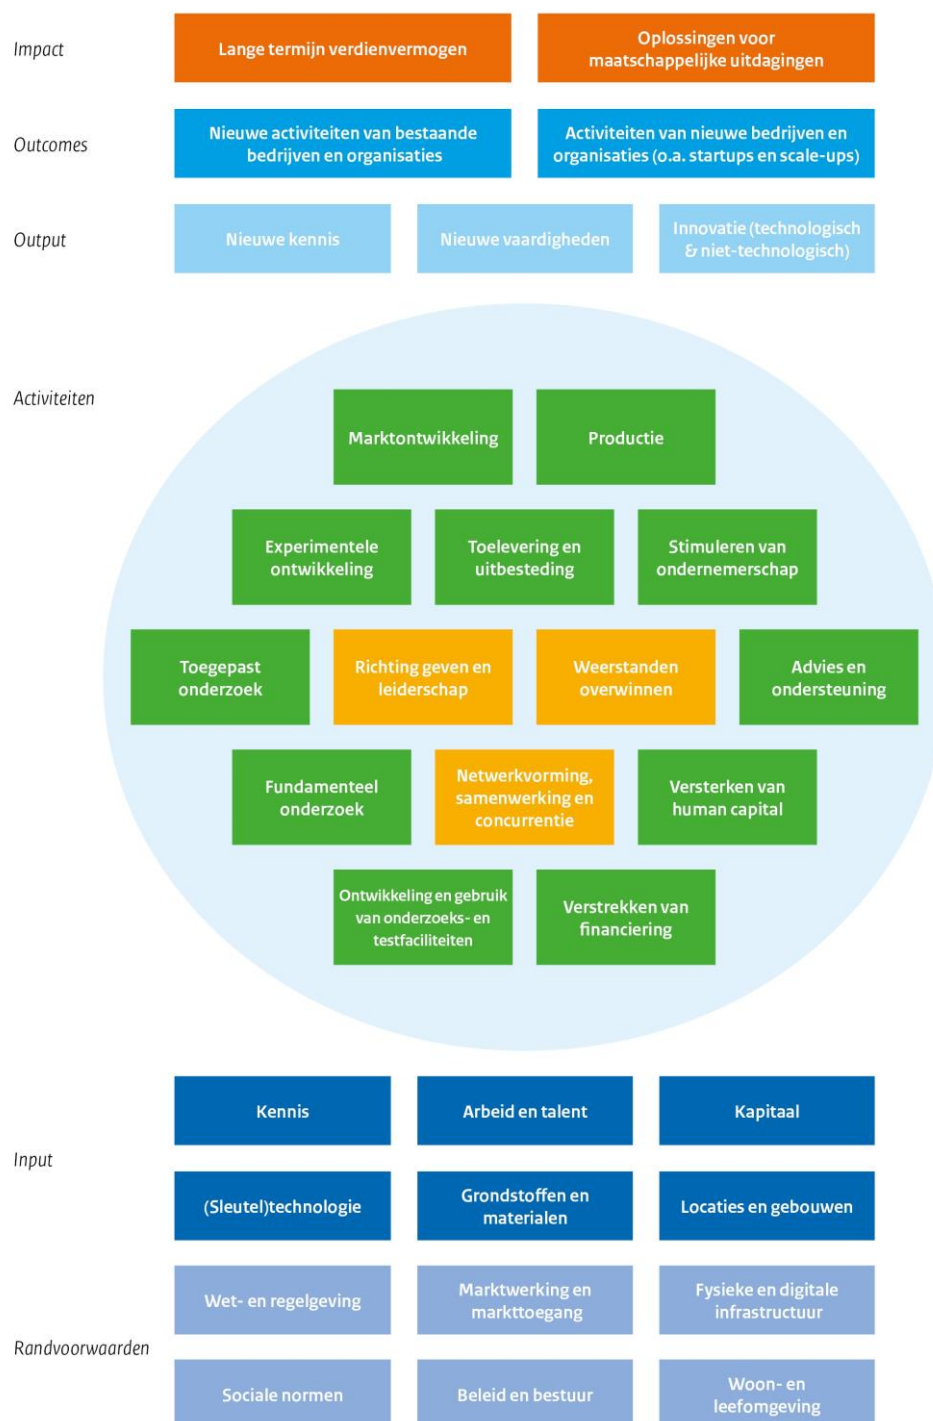 Impact
Lange termijn verdienvermogen
Oplossingen voor
maatschappelijke uitdagingen
Outcomes
Nieuwe activiteiten van bestaande
bedrijven en organisaties
Activiteiten van nieuwe bedrijven en
organisaties (o.a. startups en scale-ups)
Output
Nieuwe kennis
Nieuwe vaardigheden
Innovatie (technologisch
& niet-technologisch)
Activiteiten
Marktontwikkeling
Productie
Experimentele
ontwikkeling
Toelevering en
uitbesteding
Stimuleren van
ondernemerschap
Toegepast
onderzoek
Richting geven en
leiderschap
Weerstanden
overwinnen
Advies en
ondersteuning
Fundamenteel
onderzoek
Netwerkvorming,
samenwerking en
concurrentie
Versterken van
human capital
Ontwikkeling en gebruik
van onderzoeks- en
testfaciliteiten
Verstrekken van
financiering
Input
Kennis
Arbeid en talent
Kapitaal
(Sleutel)technologie
Grondstoffen en
materialen
Locaties en gebouwen
Randvoorwaarden
Wet- en regelgeving
Marktwerking en
markttoegang
Fysieke en digitale
infrastructuur
Sociale normen
Beleid en bestuur
Woon- en
leefomgeving